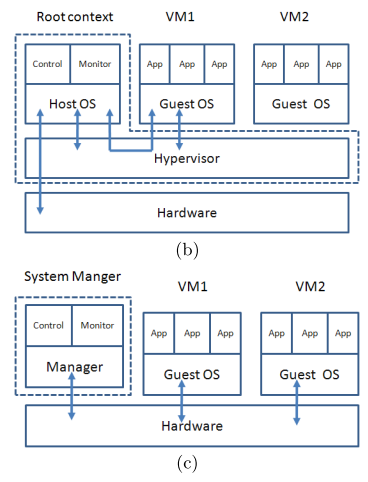 Root context VM1 VM2
Control Monitor App App App App App App
Host OS Guest OS Guest OS
Hypervisor
Hardware
(b)
System Manger VM1 VM2
Control Monitor App App App App App App
Manager Guest OS Guest OS
Hardware
(c)